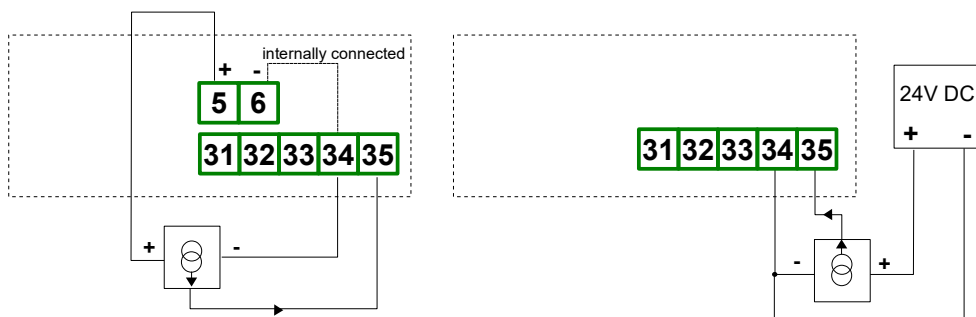 internally connected
+ -
5 6
31 32 33 34 35
+ -
31 32 33 34 35
24V DC
+ -
- +